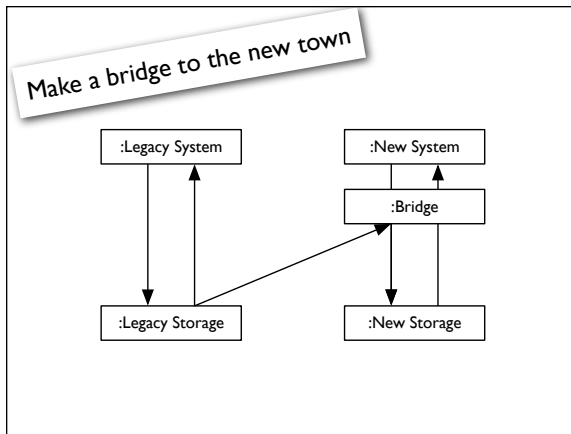 Make a bridge to the new town
:Legacy System
:New System
:Bridge
:Legacy Storage
:New Storage